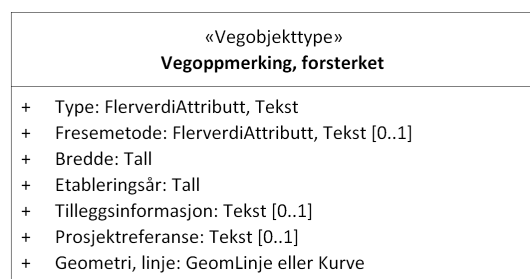 «Vegobjekttype»
Vegoppmerking, forsterket
+ Type: FlerverdiAttributt, Tekst
+ Fresemetode: FlerverdiAttributt, Tekst [0..1]
+ Bredde: Tall
+ Etableringsår: Tall
+ Tilleggsinformasjon: Tekst [0..1]
+ Prosjektreferanse: Tekst [0..1]
+ Geometri, linje: GeomLinje eller Kurve